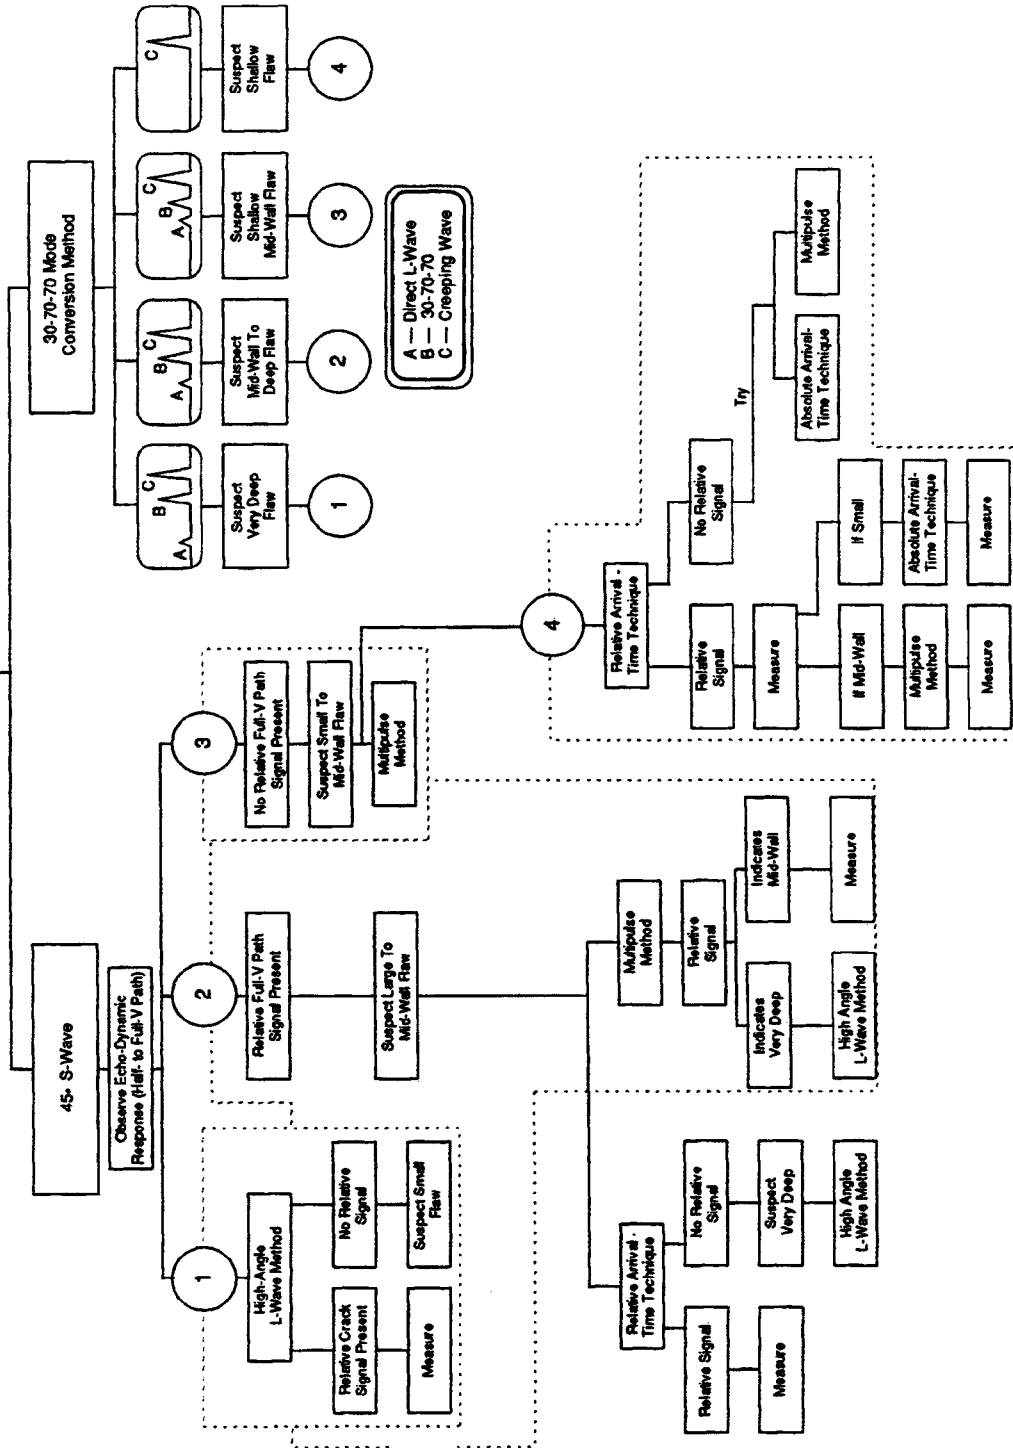 45° S-Wave
Observe Echo-Dynamic
Response (Half- to Full-V Path)
1
High-Angle
L-Wave Method
Relative Crack
Signal Present
Measure
No Relative
Signal
Suspect Small
Flaw
2
Relative Full-V Path
Signal Present
Suspect Large To
Mid-Wall Flaw
Relative Arrival -
Time Technique
Relative Signal
Measure
No Relative
Signal
Suspect
Very Deep
High Angle
L-Wave Method
Multipulse
Method
Relative
Signal
Indicates
Very Deep
High Angle
L-Wave Method
Indicates
Mid-Wall
Measure
3
No Relative Full-V Path
Signal Present
Suspect Small To
Mid-Wall Flaw
Multipulse
Method
4
Relative Arrival -
Time Technique
Relative
Signal
Measure
If Mid-Wall
Multipulse
Method
Measure
If Small
Absolute Arrival-
Time Technique
Measure
No Relative
Signal
Try
Absolute Arrival-
Time Technique
Multipulse
Method
30-70-70 Mode
Conversion Method
A
B
C
Suspect
Very Deep
Flaw
1
A
B
C
Suspect
Mid-Wall To
Deep Flaw
2
A
B
C
Suspect
Shallow
Mid-Wall Flaw
3
C
Suspect
Shallow
Flaw
4
A — Direct L-Wave
B — 30-70-70
C — Creeping Wave